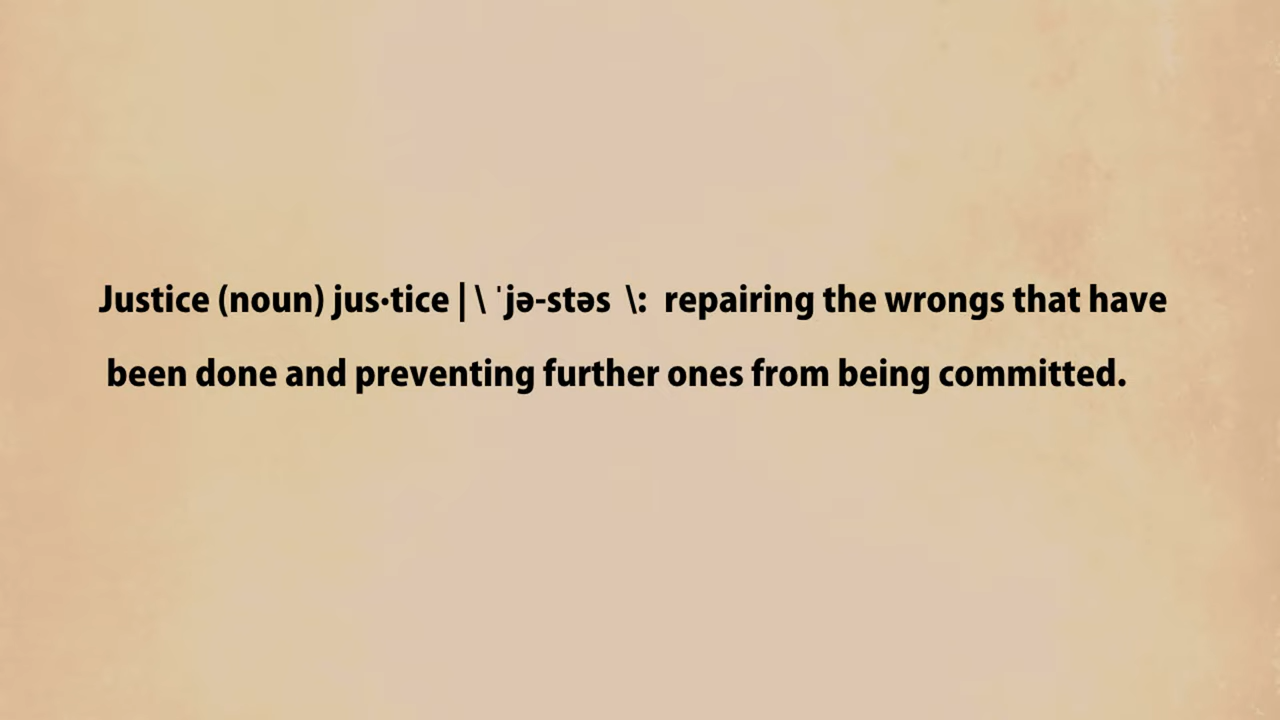 Justice (noun) jus·tice | \ ˈjə-stəs \: repairing the wrongs that have
been done and preventing further ones from being committed.